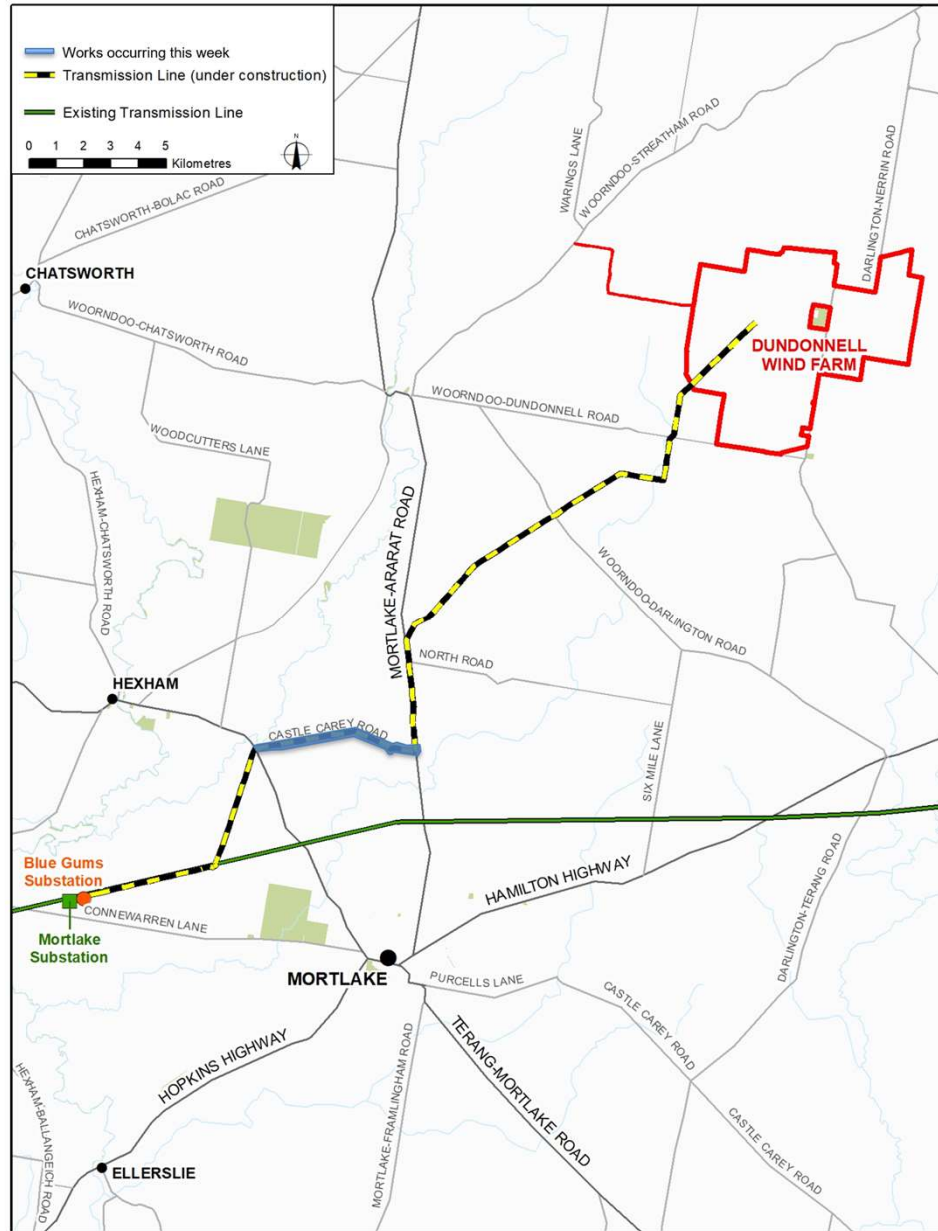 Works occurring this week
Transmission Line (under construction)
Existing Transmission Line
0 1 2 3 4 5
Kilometres
N
CHATSWORTH-BOLAC ROAD
WARINGS LANE
WOORNDOO-STREATHAM ROAD
DARLINGTON-NERRIN ROAD
CHATSWORTH
WOORNDOO-CHATSWORTH ROAD
DUNDONNELL
WIND FARM
WOORNDOO-DUNDONNELL ROAD
WOODCUTTERS LANE
HEXHAM-CHATSWORTH ROAD
MORTLAKE-ARARAT ROAD
WOORNDOO-DARLINGTON ROAD
NORTH ROAD
HEXHAM
CASTLE CAREY ROAD
SIX MILE LANE
Blue Gums
Substation
HAMILTON HIGHWAY
CONNEWARREN LANE
Mortlake
Substation
DARLINGTON-TERANG ROAD
MORTLAKE
PURCELLS LANE
CASTLE CAREY ROAD
HOPKINS HIGHWAY
TERANG-MORTLAKE ROAD
MORTLAKE-FRAMLINGHAM ROAD
HEXHAM-BALLANGEICH ROAD
CASTLE CAREY ROAD
ELLERSLIE